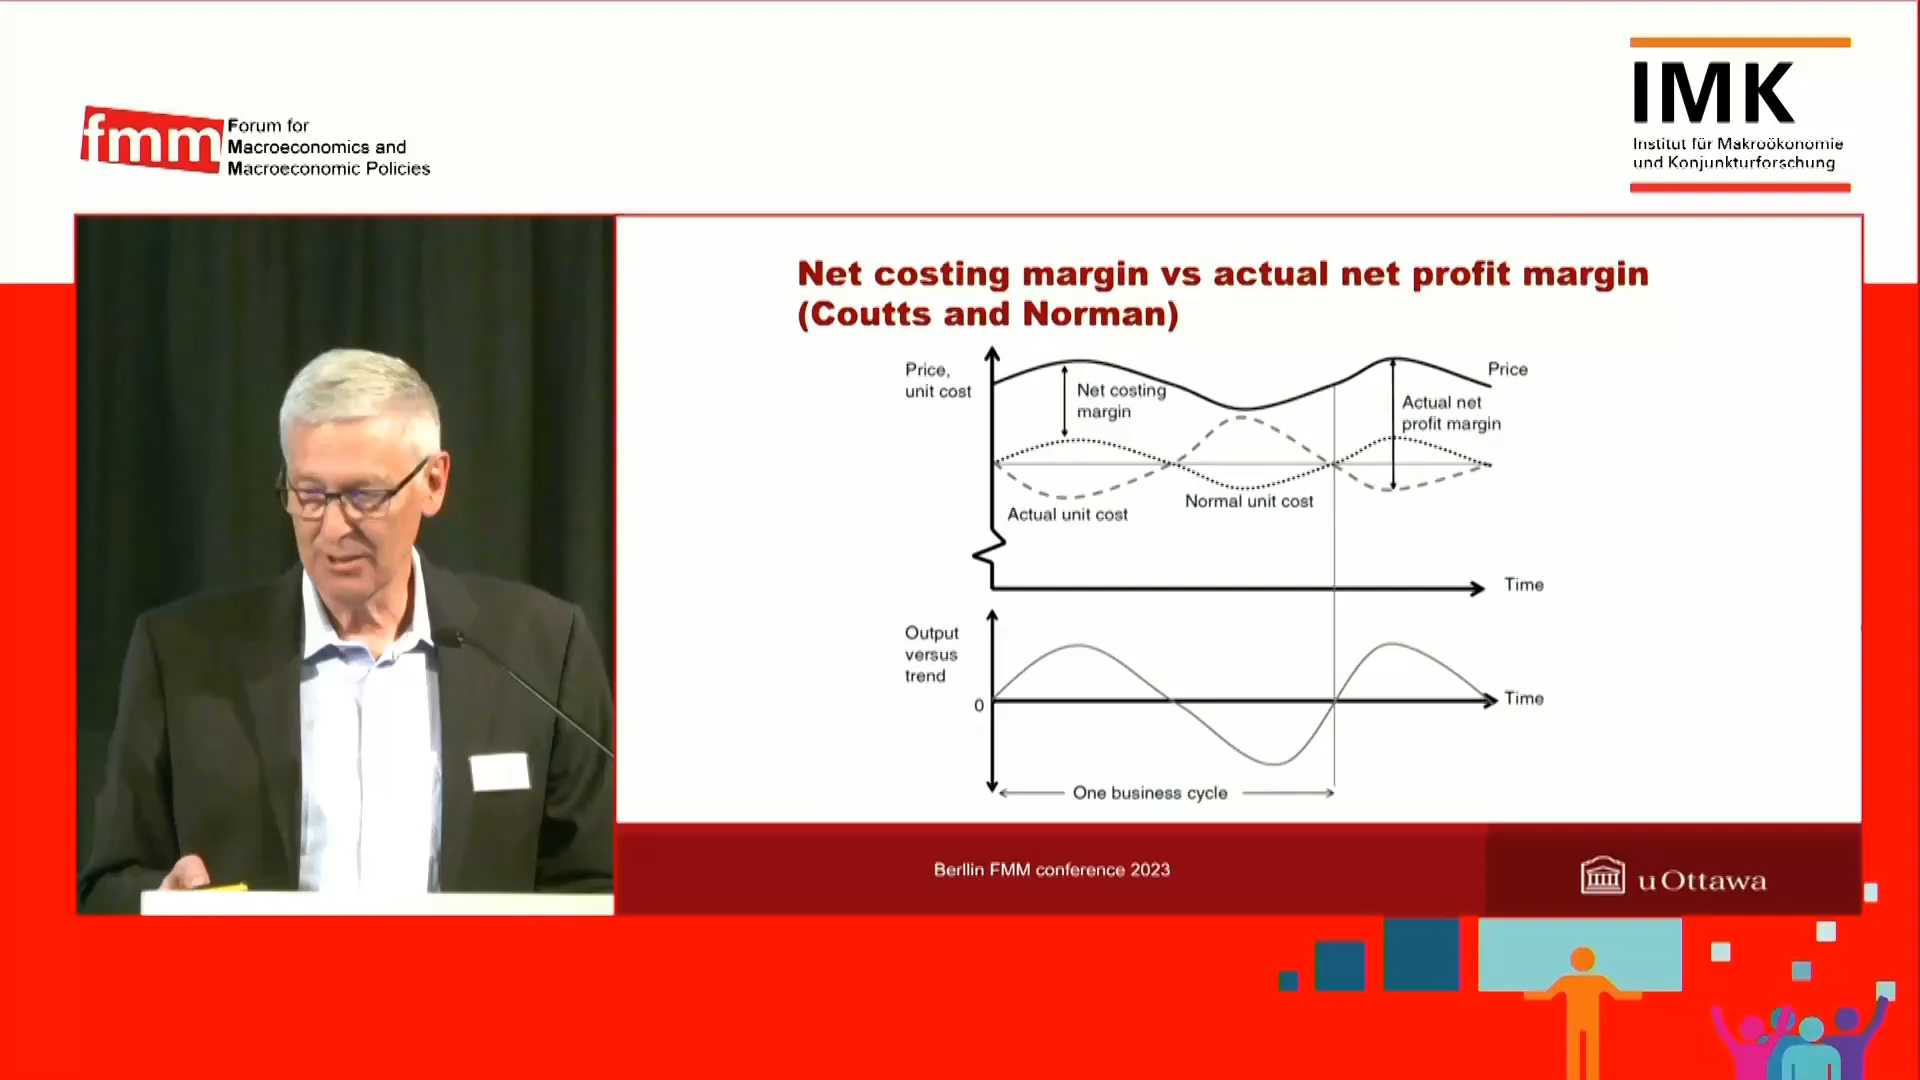 fmm
Forum for
Macroeconomics and
Macroeconomic Policies
IMK
Institut für Makroökonomie
und Konjunkturforschung
Net costing margin vs actual net profit margin
(Coutts and Norman)
Price,
unit cost
Net costing
margin
Price
Actual net
profit margin
Actual unit cost
Normal unit cost
Time
Output
versus
trend
0
Time
One business cycle
Berllin FMM conference 2023
uOttawa